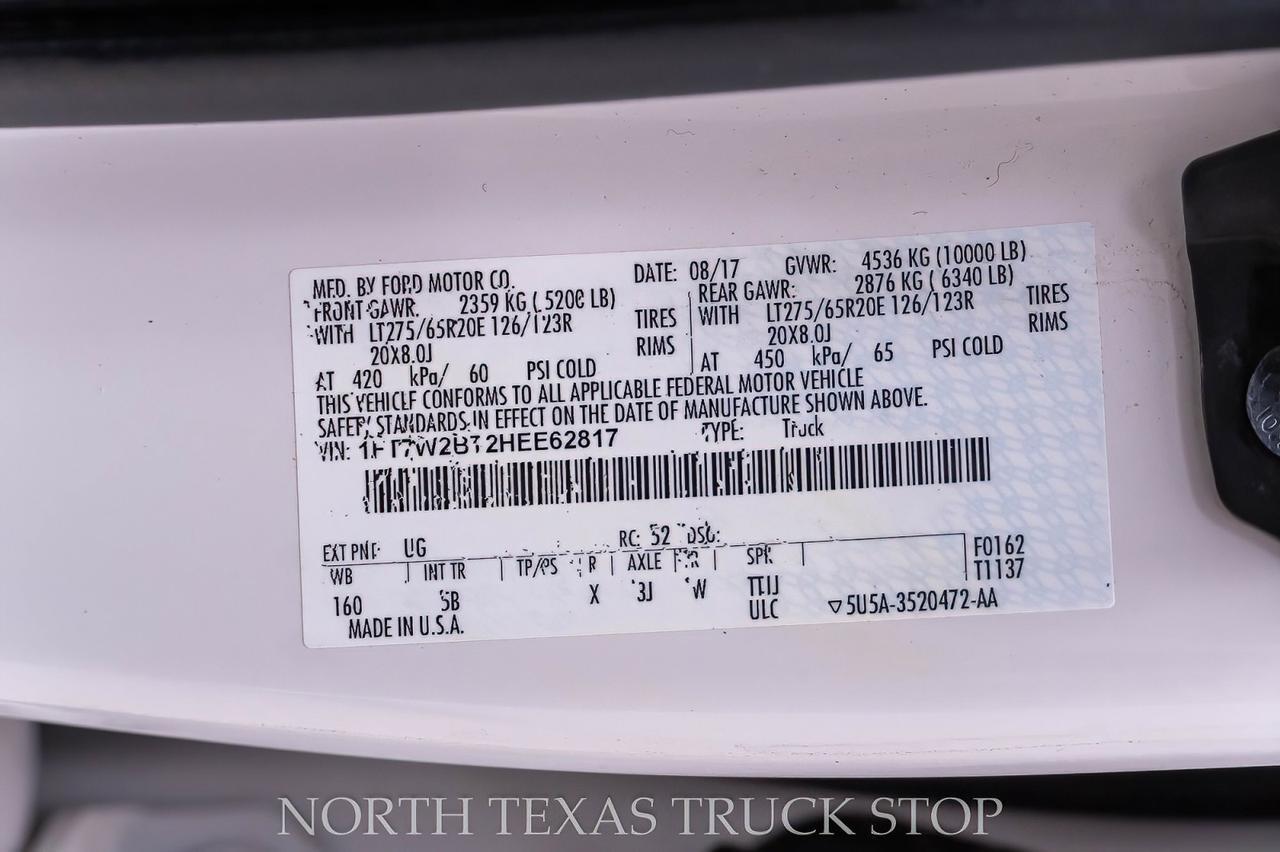 MFD. BY FORD MOTOR CO. DATE: 08/17 GVWR: 4536 KG (10000 LB)
FRONT GAWR: 2359 KG ( 5200 LB) REAR GAWR: 2876 KG ( 6340 LB)
WITH LT275/65R20E 126/123R TIRES WITH LT275/65R20E 126/123R TIRES
20X8.0J RIMS 20X8.0J RIMS
AT 420 kPa/ 60 PSI COLD AT 450 kPa/ 65 PSI COLD
THIS VEHICLE CONFORMS TO ALL APPLICABLE FEDERAL MOTOR VEHICLE
SAFETY STANDARDS IN EFFECT ON THE DATE OF MANUFACTURE SHOWN ABOVE.
VIN: 1FT7W2BT2HEE62817 TYPE: Truck
EXT PNT: UG RC: 52 DSO:
WB INT TR TP/PS R AXLE TR SPR F0162
T1137
160 5B X 3J W TTIJ
ULC ▽5U5A-3520472-AA
MADE IN U.S.A.
NORTH TEXAS TRUCK STOP